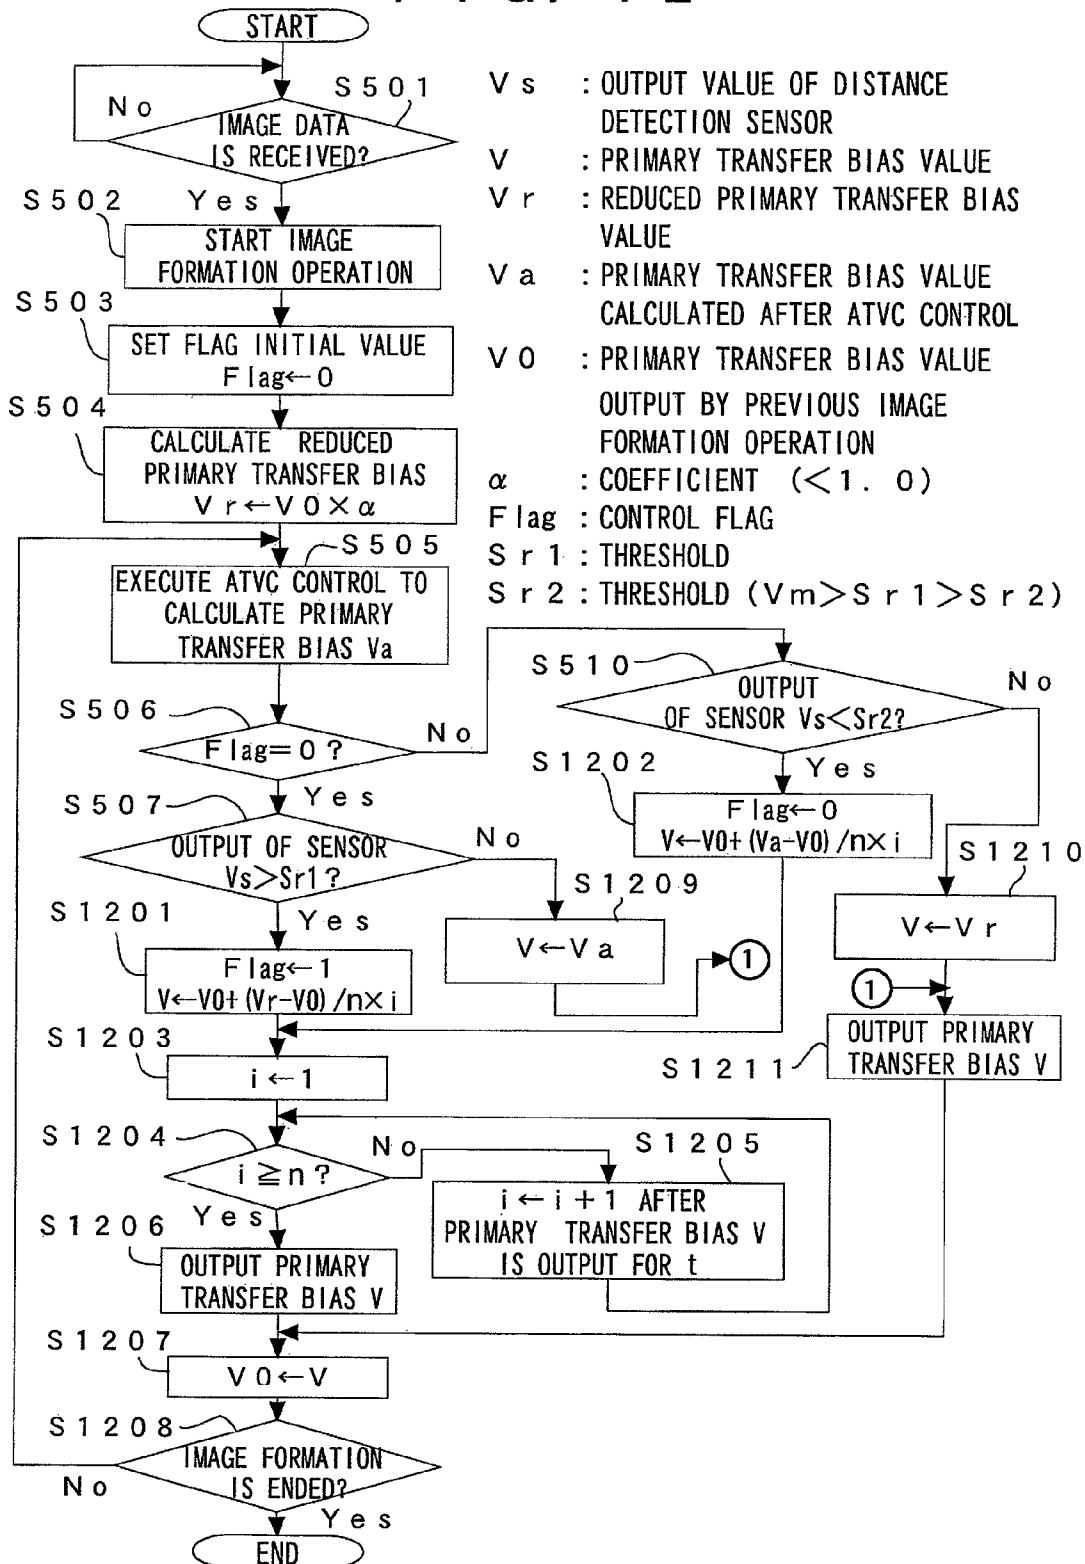 START
S501
No
IMAGE DATA
IS RECEIVED?
Yes
S502
START IMAGE
FORMATION OPERATION
S503
SET FLAG INITIAL VALUE
Flag←0
S504
CALCULATE REDUCED
PRIMARY TRANSFER BIAS
Vr←V0×α
S505
EXECUTE ATVC CONTROL TO
CALCULATE PRIMARY
TRANSFER BIAS Va
Vs : OUTPUT VALUE OF DISTANCE
DETECTION SENSOR
V : PRIMARY TRANSFER BIAS VALUE
Vr : REDUCED PRIMARY TRANSFER BIAS
VALUE
Va : PRIMARY TRANSFER BIAS VALUE
CALCULATED AFTER ATVC CONTROL
V0 : PRIMARY TRANSFER BIAS VALUE
OUTPUT BY PREVIOUS IMAGE
FORMATION OPERATION
α : COEFFICIENT (<1.0)
Flag : CONTROL FLAG
Sr1 : THRESHOLD
Sr2 : THRESHOLD (Vm>Sr1>Sr2)
S506
Flag=0?
No
Yes
S510
OUTPUT
OF SENSOR Vs<Sr2?
No
Yes
S1202
Flag←0
V←V0+(Va-V0)/n×i
S507
OUTPUT OF SENSOR
Vs>Sr1?
No
Yes
S1209
V←Va
1
S1210
V←Vr
1
S1201
Flag←1
V←V0+(Vr-V0)/n×i
OUTPUT PRIMARY
TRANSFER BIAS V
S1211
S1203
i←1
S1204
i≧n?
No
Yes
S1205
i←i+1 AFTER
PRIMARY TRANSFER BIAS V
IS OUTPUT FOR t
S1206
OUTPUT PRIMARY
TRANSFER BIAS V
S1207
V0←V
S1208
IMAGE FORMATION
IS ENDED?
No
Yes
END